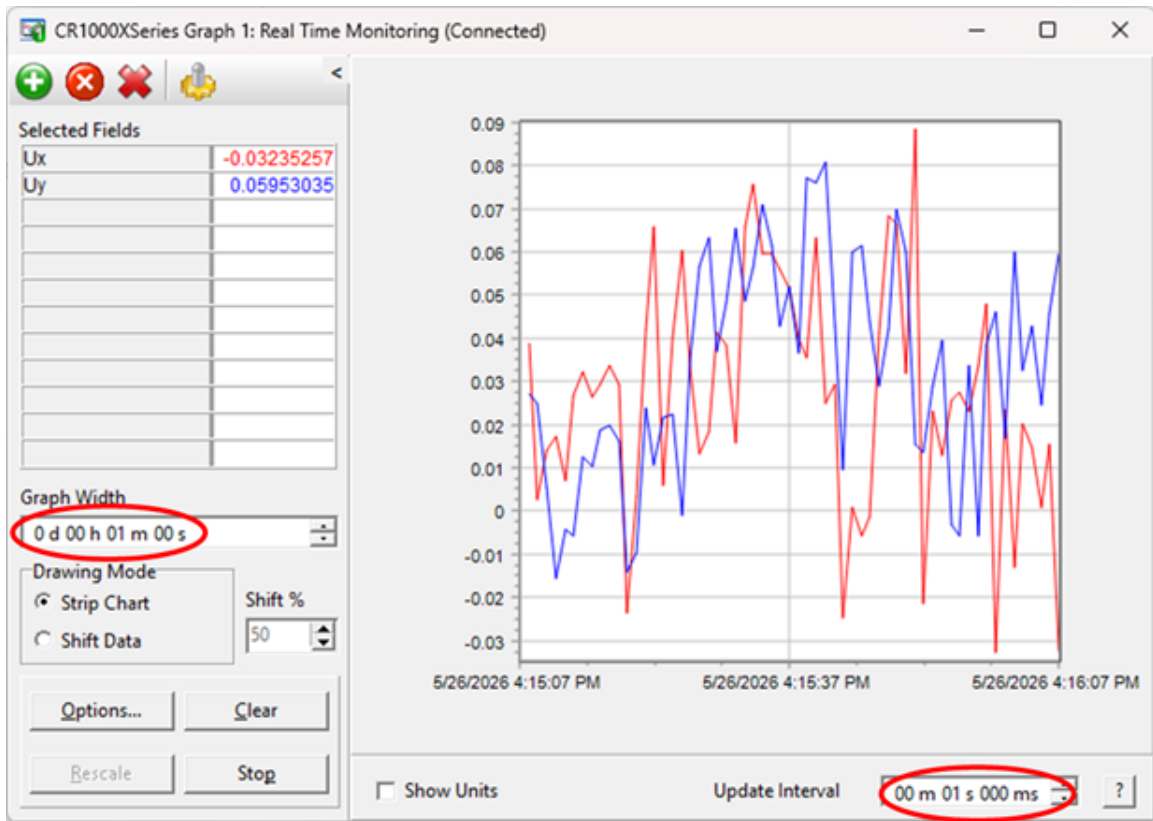 CR1000XSeries Graph 1: Real Time Monitoring (Connected)
<
Selected Fields
Ux -0.03235257
Uy 0.05953035
Graph Width
0 d 00 h 01 m 00 s
Drawing Mode
Strip Chart
Shift Data
Shift %
50
Options...
Clear
Rescale
Stop
0.09
0.08
0.07
0.06
0.05
0.04
0.03
0.02
0.01
0
-0.01
-0.02
-0.03
5/26/2026 4:15:07 PM 5/26/2026 4:15:37 PM 5/26/2026 4:16:07 PM
Show Units
Update Interval
00 m 01 s 000 ms
?